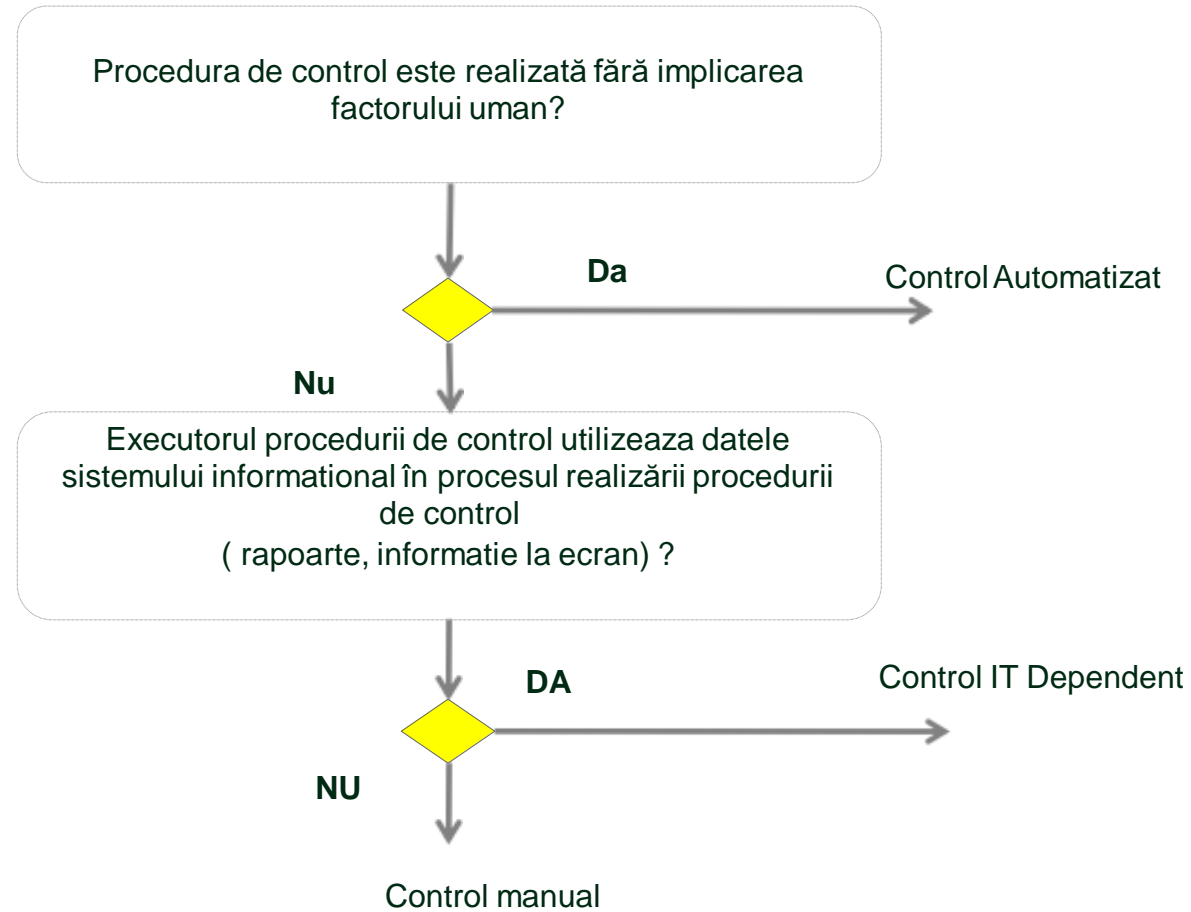 Procedura de control este realizată fără implicarea
factorului uman?
Da
Control Automatizat
Nu
Executorul procedurii de control utilizeaza datele
sistemului informational în procesul realizării procedurii
de control
( rapoarte, informatie la ecran) ?
DA
Control IT Dependent
NU
Control manual